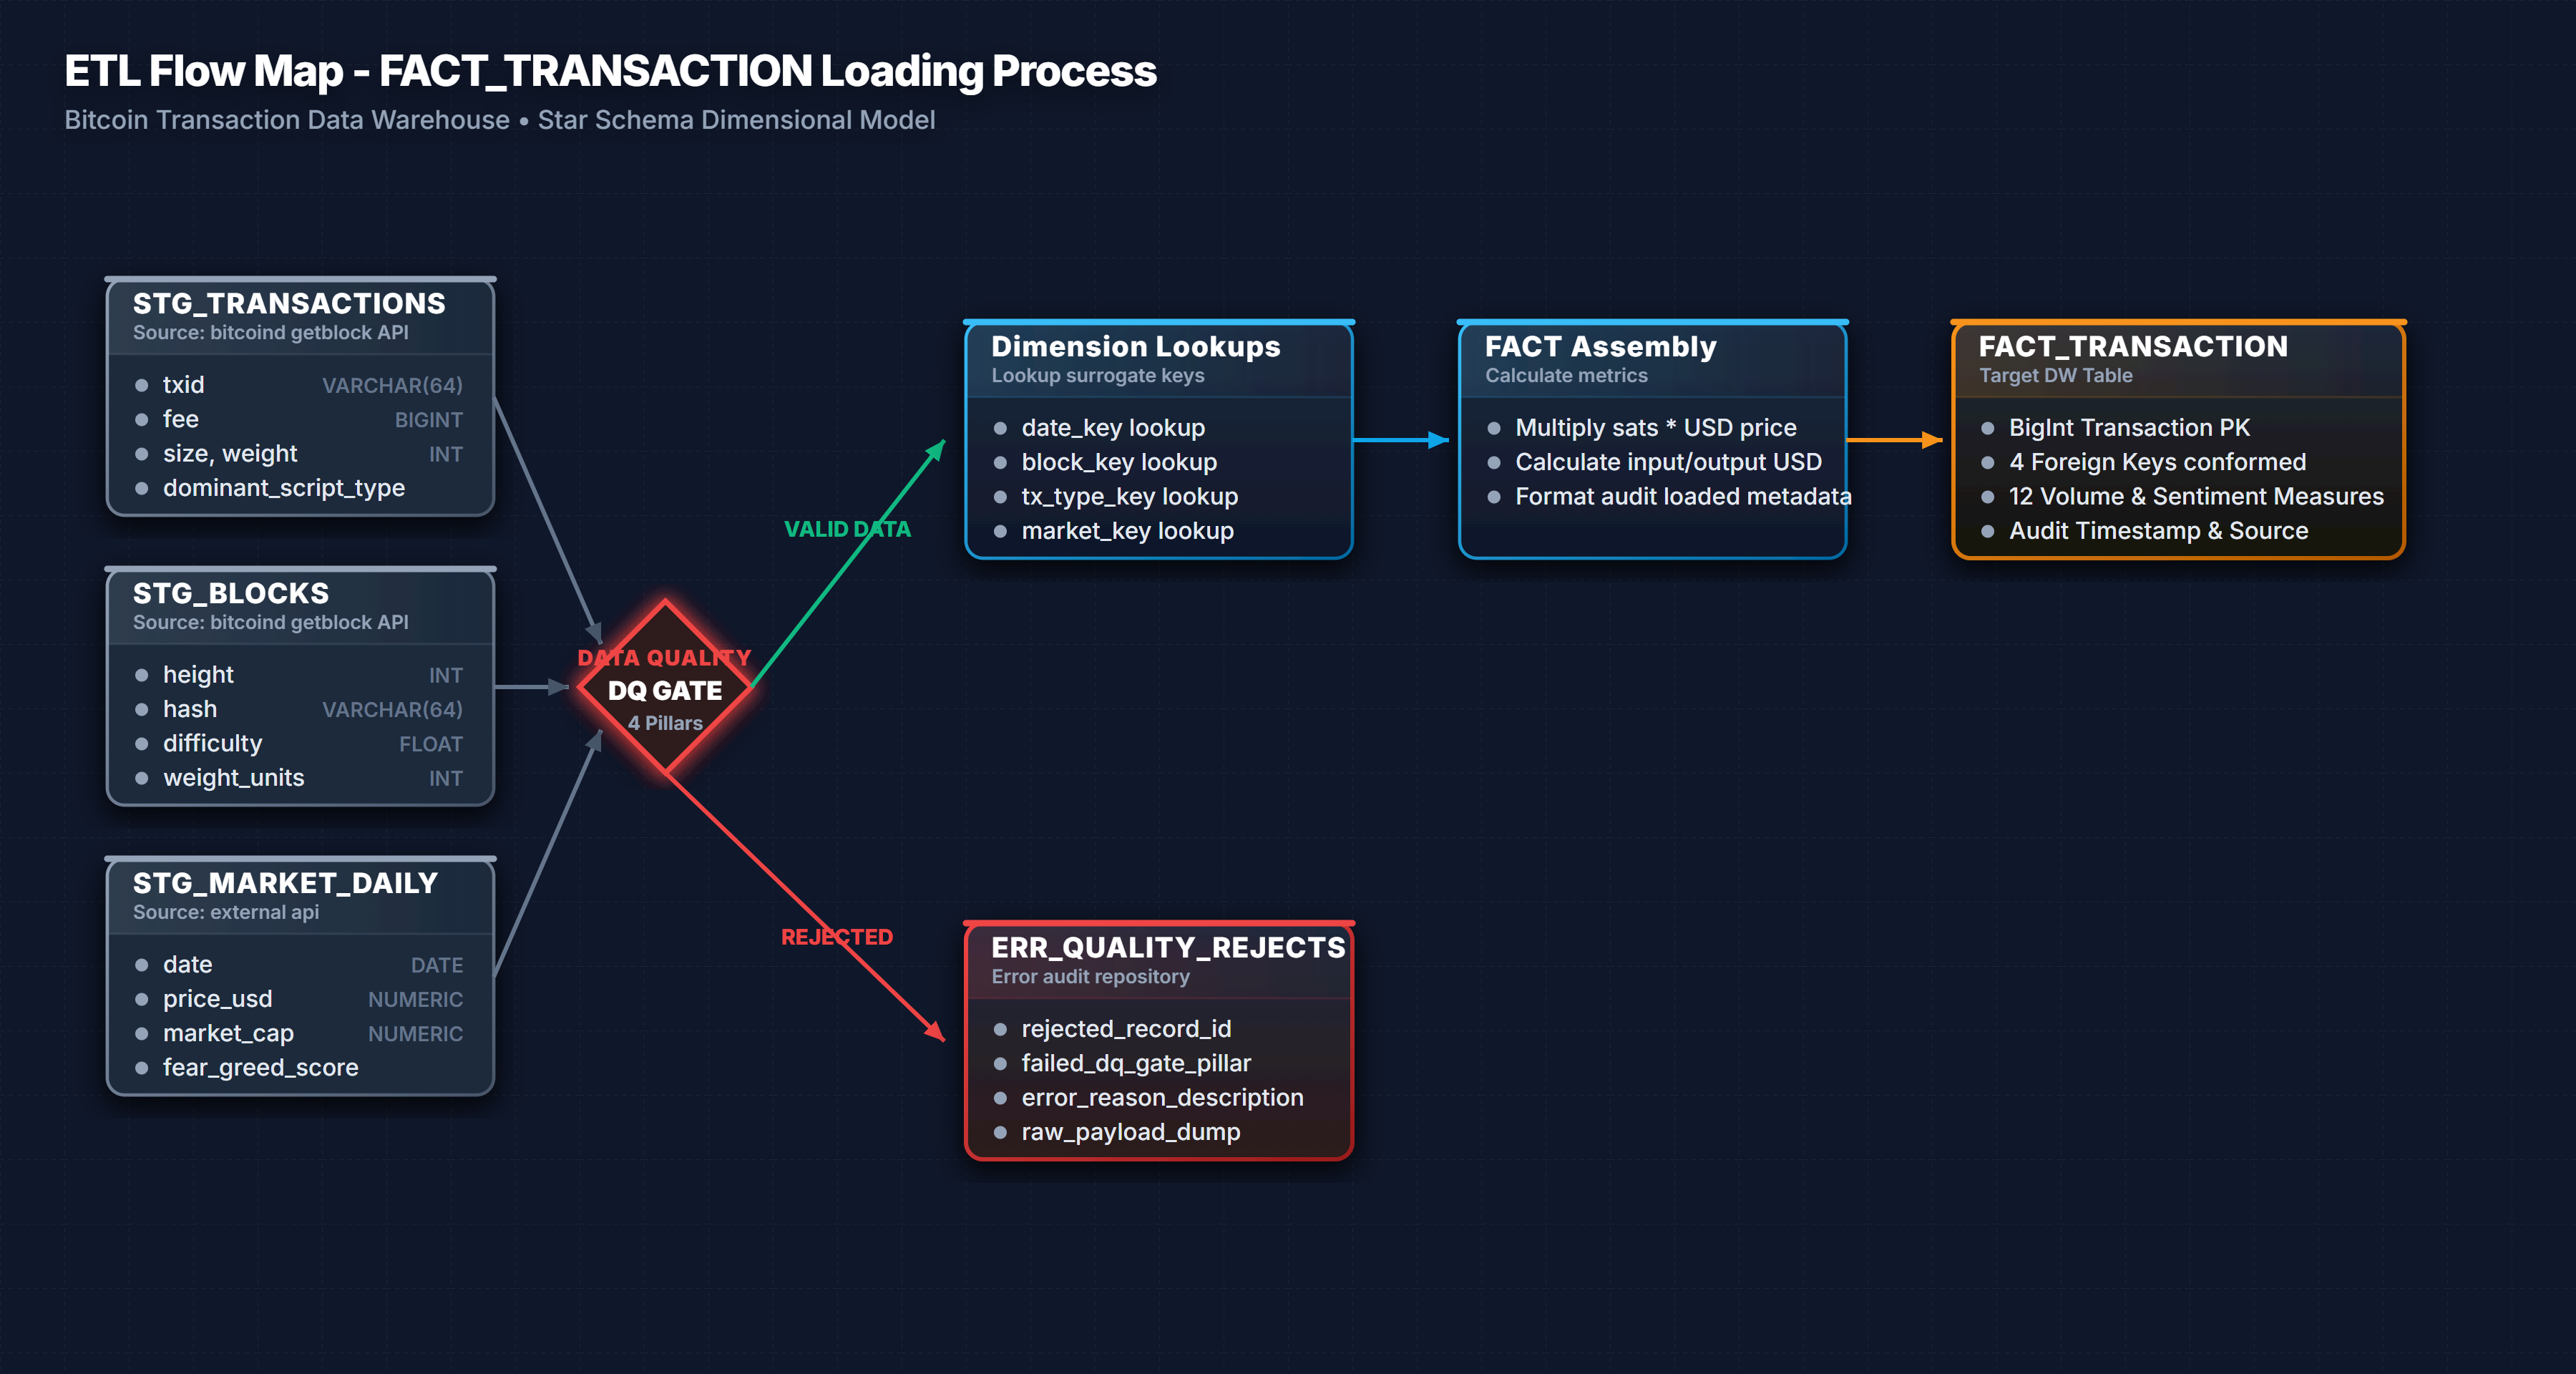 ETL Flow Map - FACT_TRANSACTION Loading Process
Bitcoin Transaction Data Warehouse • Star Schema Dimensional Model
STG_TRANSACTIONS
Source: bitcoind getblock API
txid VARCHAR(64)
fee BIGINT
size, weight INT
dominant_script_type
STG_BLOCKS
Source: bitcoind getblock API
height INT
hash VARCHAR(64)
difficulty FLOAT
weight_units INT
STG_MARKET_DAILY
Source: external api
date DATE
price_usd NUMERIC
market_cap NUMERIC
fear_greed_score
DATA QUALITY
DQ GATE
4 Pillars
VALID DATA
REJECTED
Dimension Lookups
Lookup surrogate keys
date_key lookup
block_key lookup
tx_type_key lookup
market_key lookup
FACT Assembly
Calculate metrics
Multiply sats * USD price
Calculate input/output USD
Format audit loaded metadata
FACT_TRANSACTION
Target DW Table
BigInt Transaction PK
4 Foreign Keys conformed
12 Volume & Sentiment Measures
Audit Timestamp & Source
ERR_QUALITY_REJECTS
Error audit repository
rejected_record_id
failed_dq_gate_pillar
error_reason_description
raw_payload_dump